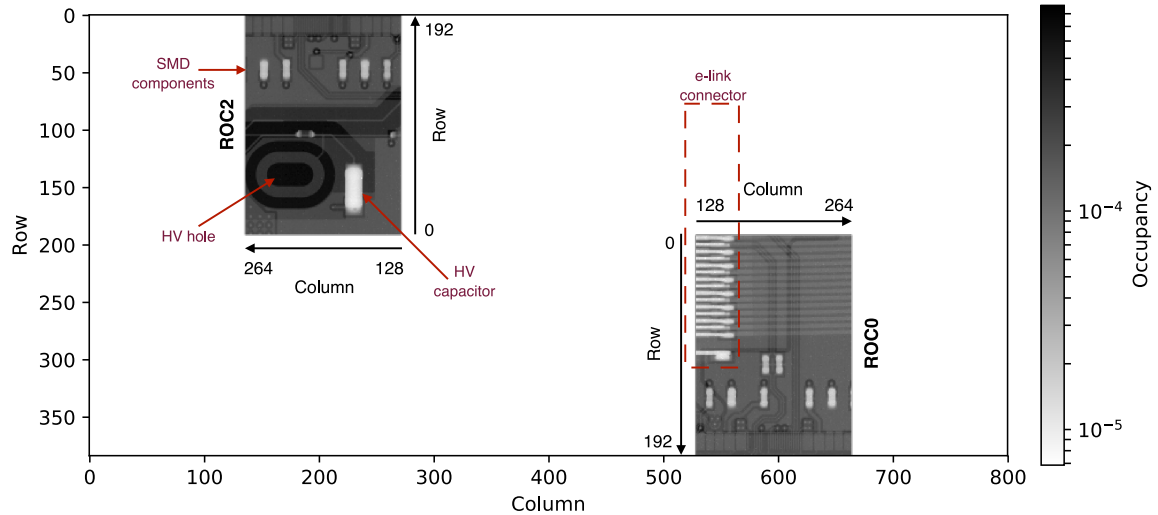 0
50
100
150
200
250
300
350
Row
0
100
200
300
400
500
600
700
800
Column
SMD
components
ROC2
192
Row
0
HV hole
264
128
Column
HV
capacitor
e-link
connector
Column
128
264
0
Row
192
ROC0
10⁻⁴
10⁻⁵
Occupancy